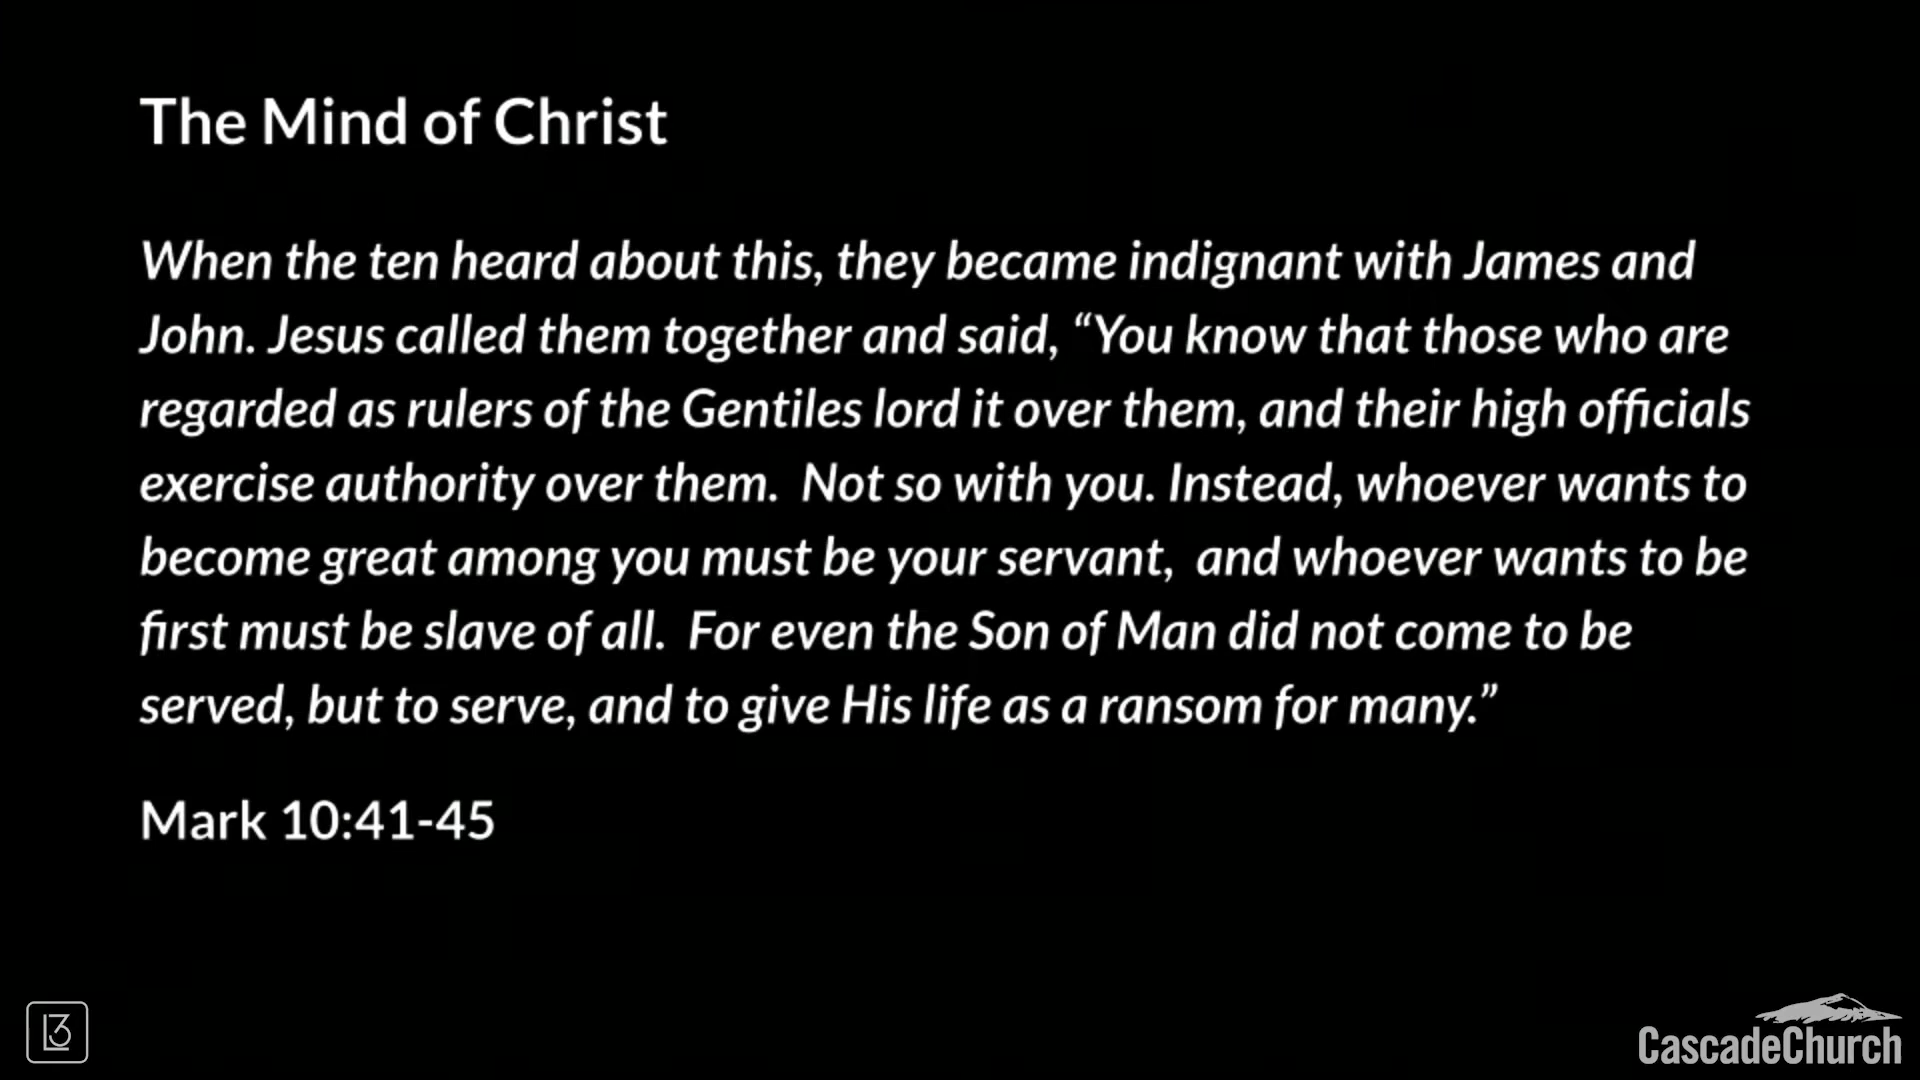 The Mind of Christ
When the ten heard about this, they became indignant with James and
John. Jesus called them together and said, “You know that those who are
regarded as rulers of the Gentiles lord it over them, and their high officials
exercise authority over them.  Not so with you. Instead, whoever wants to
become great among you must be your servant,  and whoever wants to be
first must be slave of all.  For even the Son of Man did not come to be
served, but to serve, and to give His life as a ransom for many.”
Mark 10:41-45
L3
CascadeChurch